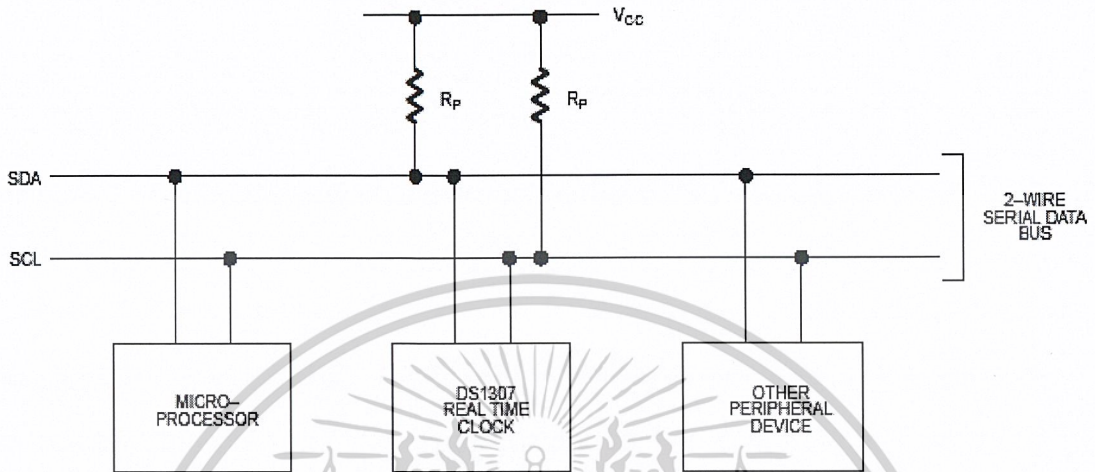 VCC
RP
RP
SDA
2–WIRE
SERIAL DATA
BUS
SCL
MICRO–
PROCESSOR
DS1307
REAL TIME
CLOCK
OTHER
PERIPHERAL
DEVICE